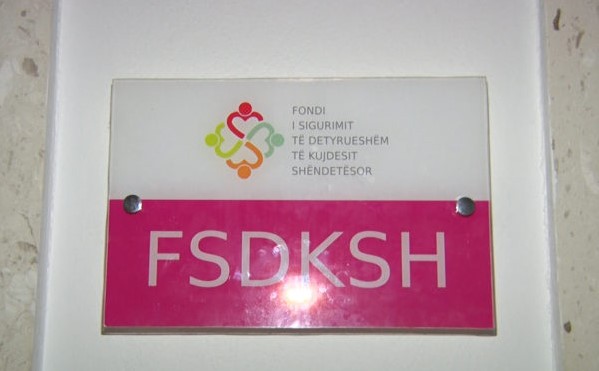 FONDI
I SIGURIMIT
TË DETYRUESHËM
TË KUJDESIT
SHËNDETËSOR
FSDKSH